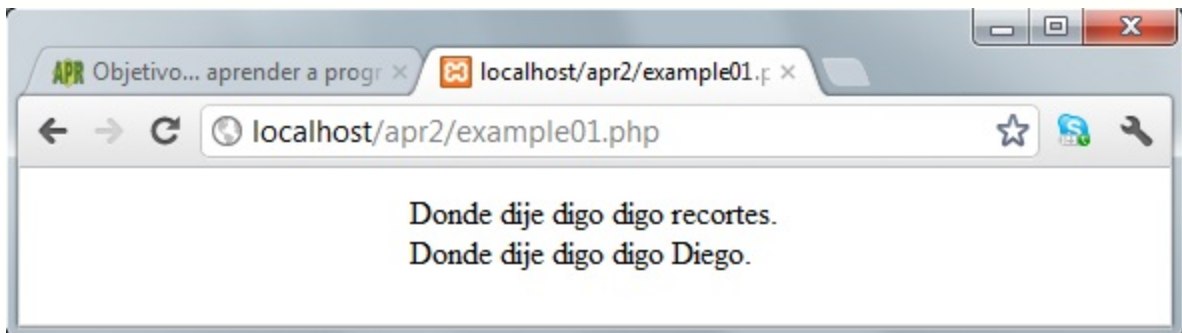 APR Objetivo... aprender a progr
localhost/apr2/example01.p
localhost/apr2/example01.php
Donde dije digo digo recortes.
Donde dije digo digo Diego.